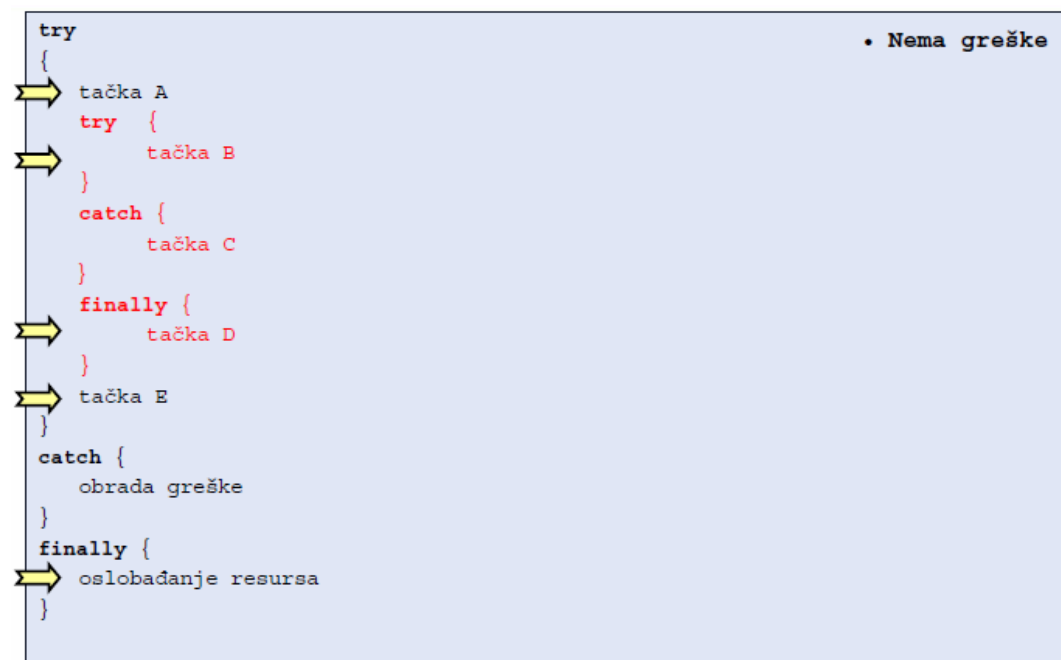 try
• Nema greške
{
tačka A
try {
tačka B
}
catch {
tačka C
}
finally {
tačka D
}
tačka E
}
catch {
obrada greške
}
finally {
oslobađanje resursa
}